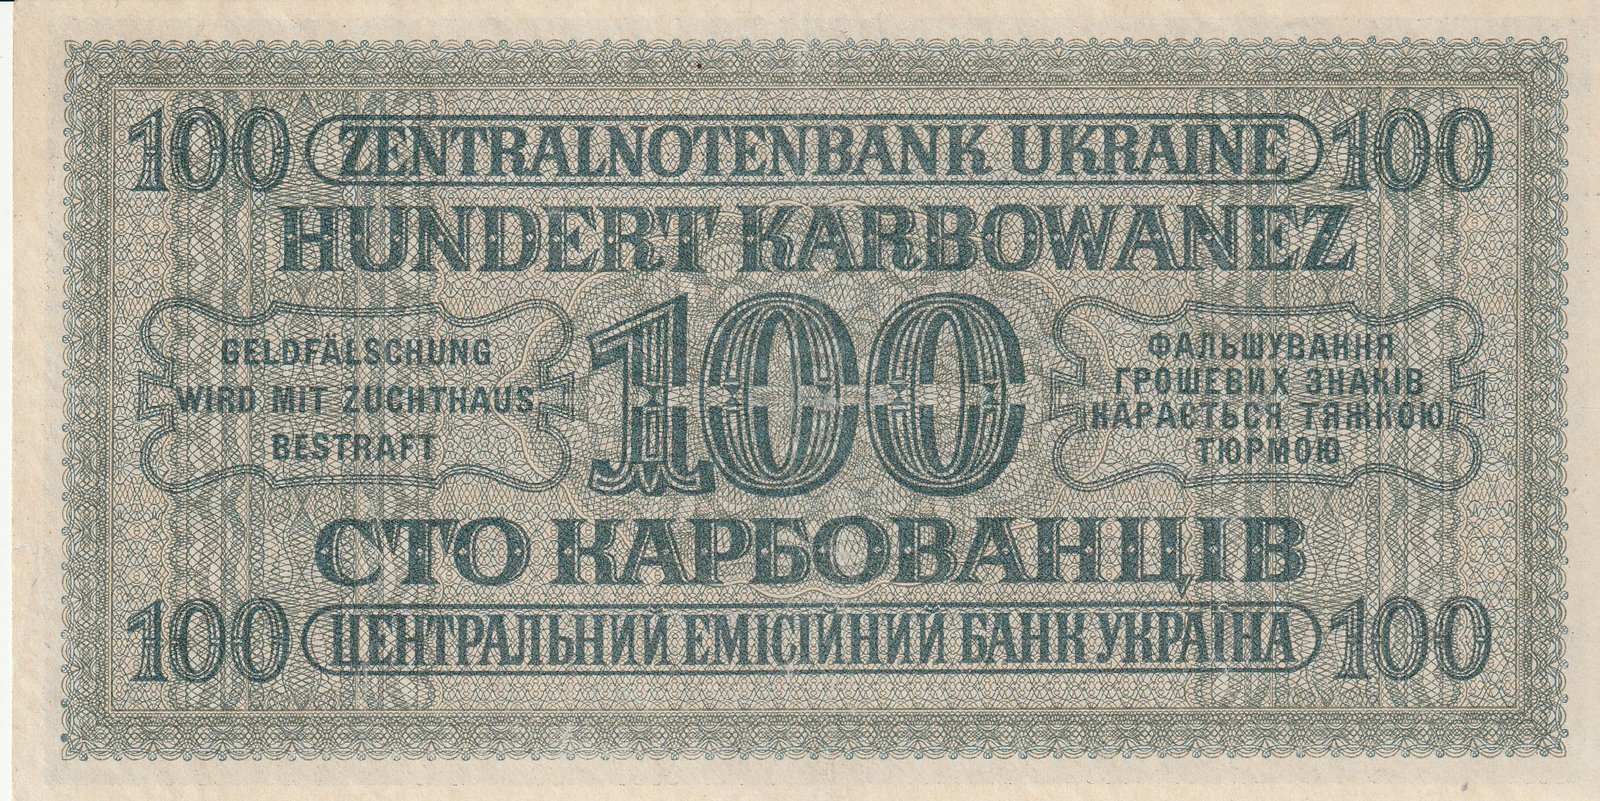 100 ZENTRALNOTENBANK UKRAINE 100
HUNDERT KARBOWANEZ
GELDFÄLSCHUNG
WIRD MIT ZUCHTHAUS
BESTRAFT
100
ФАЛЬШУВАННЯ
ГРОШЕВИХ ЗНАКІВ
КАРАЄТЬСЯ ТЯЖКОЮ
ТЮРМОЮ
СТО КАРБОВАНЦІВ
100 ЦЕНТРАЛЬНИЙ ЕМІСІЙНИЙ БАНК УКРАЇНА 100